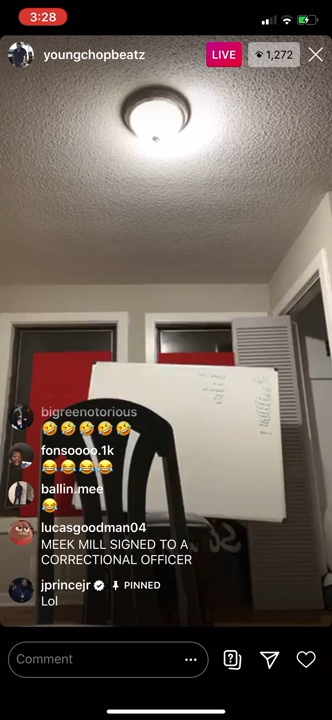 3:28
youngchopbeatz
LIVE
1,272
bigreenotorious
🤣🤣🤣🤣🤣
fonsoooo.1k
😂😂😂😂
ballin.mee
😂
lucasgoodman04
MEEK MILL SIGNED TO A
CORRECTIONAL OFFICER
jprincejr PINNED
Lol
Comment